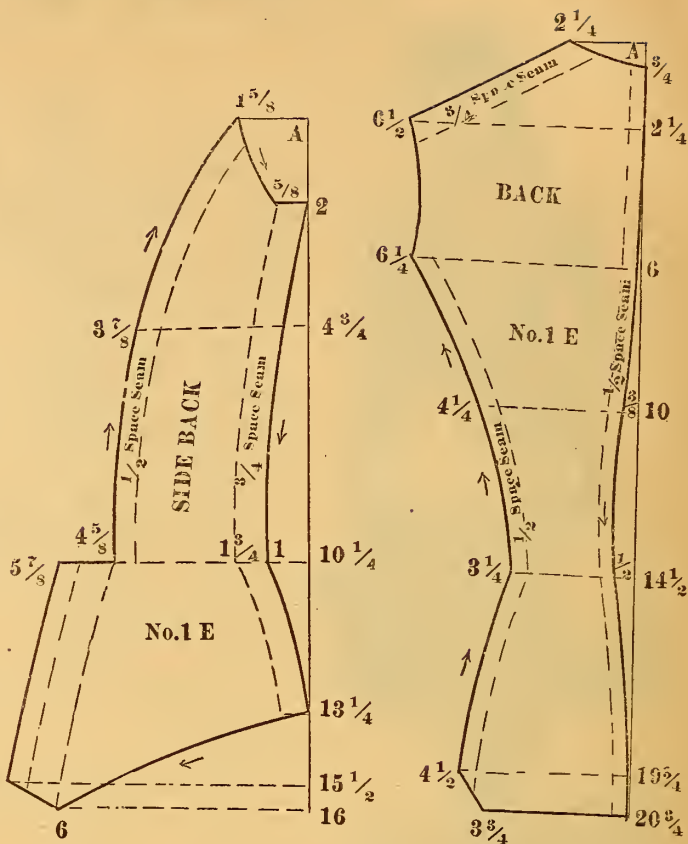 1 5/8
A
5/8
2
3 7/8
4 3/4
1/2 Space Seam
SIDE BACK
3/4 Space Seam
4 5/8
5 7/8
1 3/4
1
10 1/4
No.1 E
13 1/4
15 1/2
16
6
2 1/4
A
3/4
3/4 Space Seam
6 1/2
2 1/4
BACK
6 1/4
6
No.1 E
1/2 Space Seam
4 1/4
3/8
10
1/2 Space Seam
3 1/4
1/2
14 1/2
4 1/2
20 3/4
3 3/4